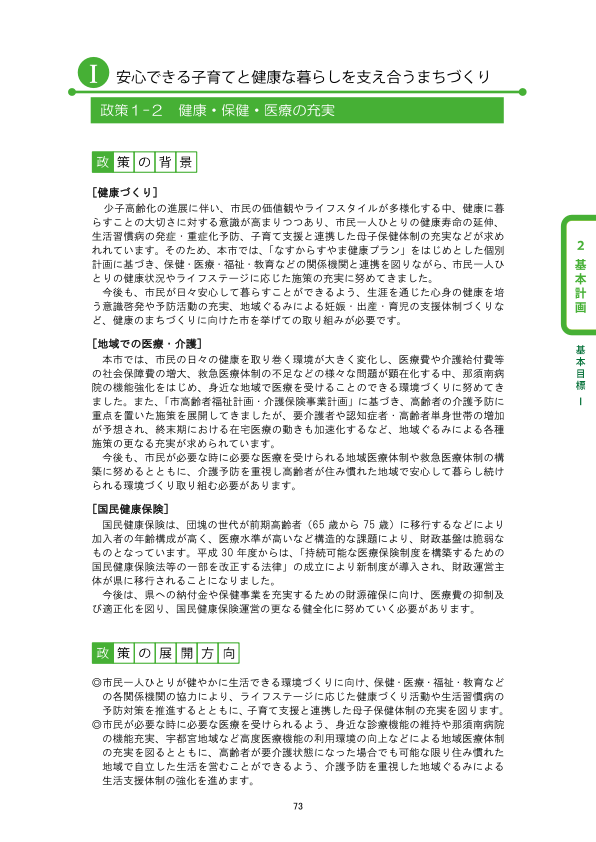 Ⅰ 安心できる子育てと健康な暮らしを支え合うまちづくり
政策１-２　健康・保健・医療の充実
政策の背景
[健康づくり]
少子高齢化の進展に伴い、市民の価値観やライフスタイルが多様化する中、健康に暮
らすことの大切さに対する意識が高まりつつあり、市民一人ひとりの健康寿命の延伸、
生活習慣病の発症・重症化予防、子育て支援と連携した母子保健体制の充実などが求め
られています。そのため、本市では、「なすからすやま健康プラン」をはじめとした個別
計画に基づき、保健・医療・福祉・教育などの関係機関と連携を図りながら、市民一人ひ
とりの健康状況やライフステージに応じた施策の充実に努めてきました。
今後も、市民が日々安心して暮らすことができるよう、生涯を通じた心身の健康を培
う意識啓発や予防活動の充実、地域ぐるみによる妊娠・出産・育児の支援体制づくりな
ど、健康のまちづくりに向けた市を挙げての取り組みが必要です。
[地域での医療・介護]
本市では、市民の日々の健康を取り巻く環境が大きく変化し、医療費や介護給付費等
の社会保障費の増大、救急医療体制の不足などの様々な問題が顕在化する中、那須南病
院の機能強化をはじめ、身近な地域で医療を受けることのできる環境づくりに努めてき
ました。また、「市高齢者福祉計画・介護保険事業計画」に基づき、高齢者の介護予防に
重点を置いた施策を展開してきましたが、要介護者や認知症者・高齢者単身世帯の増加
が予想され、終末期における在宅医療の動きも加速化するなど、地域ぐるみによる各種
施策の更なる充実が求められています。
今後も、市民が必要な時に必要な医療を受けられる地域医療体制や救急医療体制の構
築に努めるとともに、介護予防を重視し高齢者が住み慣れた地域で安心して暮らし続け
られる環境づくり取り組む必要があります。
[国民健康保険]
国民健康保険は、団塊の世代が前期高齢者（65 歳から 75 歳）に移行するなどにより
加入者の年齢構成が高く、医療水準が高いなど構造的な課題により、財政基盤は脆弱な
ものとなっています。平成 30 年度からは、「持続可能な医療保険制度を構築するための
国民健康保険法等の一部を改正する法律」の成立により新制度が導入され、財政運営主
体が県に移行されることになりました。
今後は、県への納付金や保健事業を充実するための財源確保に向け、医療費の抑制及
び適正化を図り、国民健康保険運営の更なる健全化に努めていく必要があります。
政策の展開方向
◎市民一人ひとりが健やかに生活できる環境づくりに向け、保健・医療・福祉・教育など
の各関係機関の協力により、ライフステージに応じた健康づくり活動や生活習慣病の
予防対策を推進するとともに、子育て支援と連携した母子保健体制の充実を図ります。
◎市民が必要な時に必要な医療を受けられるよう、身近な診療機能の維持や那須南病院
の機能充実、宇都宮地域など高度医療機能の利用環境の向上などによる地域医療体制
の充実を図るとともに、高齢者が要介護状態になった場合でも可能な限り住み慣れた
地域で自立した生活を営むことができるよう、介護予防を重視した地域ぐるみによる
生活支援体制の強化を進めます。
２　基本計画
基本目標　Ⅰ
73